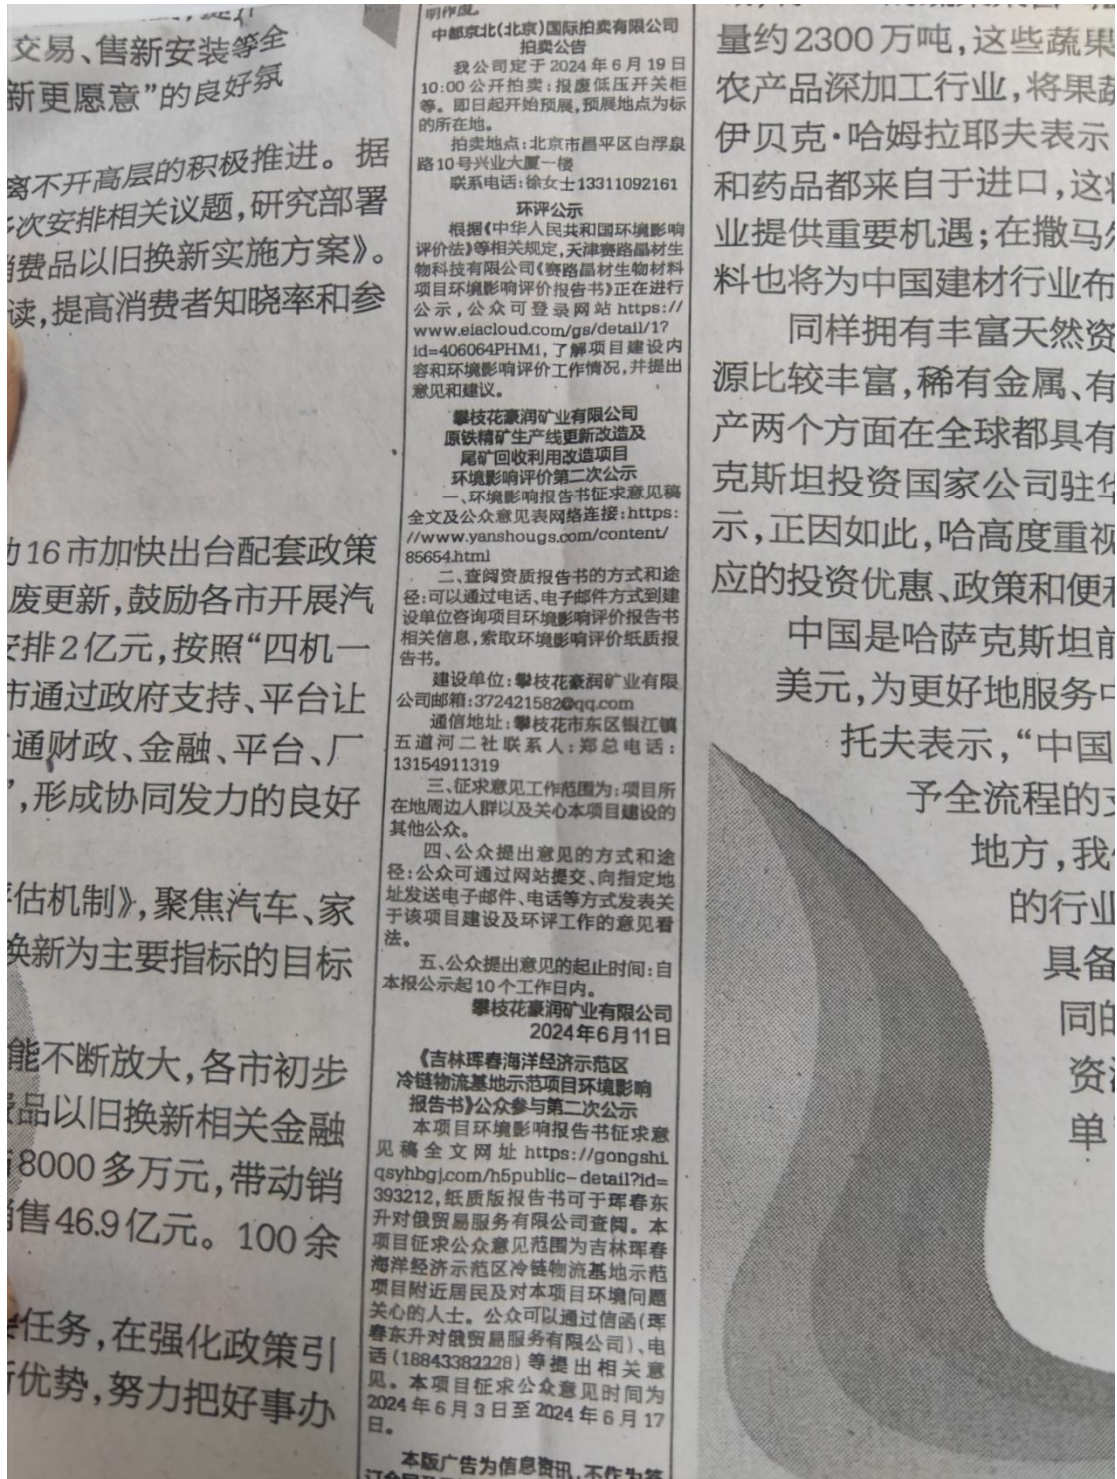 交易、售新安装等全
新更愿意”的良好氛
离不开高层的积极推进。据
次安排相关议题,研究部署
消费品以旧换新实施方案》。
读,提高消费者知晓率和参
16市加快出台配套政策
废更新,鼓励各市开展汽
安排2亿元,按照“四机一
市通过政府支持、平台让
通财政、金融、平台、厂
”,形成协同发力的良好
评估机制》,聚焦汽车、家
换新为主要指标的目标
能不断放大,各市初步
费品以旧换新相关金融
8000多万元,带动销
销售46.9亿元。100余
任务,在强化政策引
优势,努力把好事办
中都京北(北京)国际拍卖有限公司
拍卖公告
我公司定于2024年6月19日
10:00公开拍卖:报废低压开关柜
等。即日起开始预展,预展地点为标
的所在地。
拍卖地点:北京市昌平区白浮泉
路10号兴业大厦一楼
联系电话:徐女士13311092161
环评公示
根据《中华人民共和国环境影响
评价法》等相关规定,天津赛路晶材生
物科技有限公司《赛路晶材生物材料
项目环境影响评价报告书》正在进行
公示,公众可登录网站https://
www.eiacloud.com/gs/detail/1?
id=406064PHMi,了解项目建设内
容和环境影响评价工作情况,并提出
意见和建议。
攀枝花豪润矿业有限公司
原铁精矿生产线更新改造及
尾矿回收利用改造项目
环境影响评价第二次公示
一、环境影响报告书征求意见稿
全文及公众意见表网络连接:https:
//www.yanshougs.com/content/
85654.html
二、查阅资质报告书的方式和途
径:可以通过电话、电子邮件方式到建
设单位咨询项目环境影响评价报告书
相关信息,索取环境影响评价纸质报
告书。
建设单位:攀枝花豪润矿业有限
公司邮箱:372421582@qq.com
通信地址:攀枝花市东区银江镇
五道河二社联系人:郑总电话:
13154911319
三、征求意见工作范围为:项目所
在地周边人群以及关心本项目建设的
其他公众。
四、公众提出意见的方式和途
径:公众可通过网站提交、向指定地
址发送电子邮件、电话等方式发表关
于该项目建设及环评工作的意见看
法。
五、公众提出意见的起止时间:自
本报公示起10个工作日内。
攀枝花豪润矿业有限公司
2024年6月11日
《吉林珲春海洋经济示范区
冷链物流基地示范项目环境影响
报告书》公众参与第二次公示
本项目环境影响报告书征求意
见稿全文网址https://gongshi.
qsyhbgj.com/h5public-detail?id=
393212,纸质版报告书可于珲春东
升对俄贸易服务有限公司查阅。本
项目征求公众意见范围为吉林珲春
海洋经济示范区冷链物流基地示范
项目附近居民及对本项目环境问题
关心的人士。公众可以通过信函(珲
春东升对俄贸易服务有限公司)、电
话(18843382228)等提出相关意
见。本项目征求公众意见时间为
2024年6月3日至2024年6月17
日。
本版广告为信息资讯,不作为签
量约2300万吨,这些蔬果
农产品深加工行业,将果蔬
伊贝克·哈姆拉耶夫表示
和药品都来自于进口,这将
业提供重要机遇;在撒马尔
料也将为中国建材行业布
同样拥有丰富天然资
源比较丰富,稀有金属、有
产两个方面在全球都具有
克斯坦投资国家公司驻华
示,正因如此,哈高度重视
应的投资优惠、政策和便利
中国是哈萨克斯坦前
美元,为更好地服务中
托夫表示,“中国
予全流程的支
地方,我们
的行业
具备
同的
资源
单